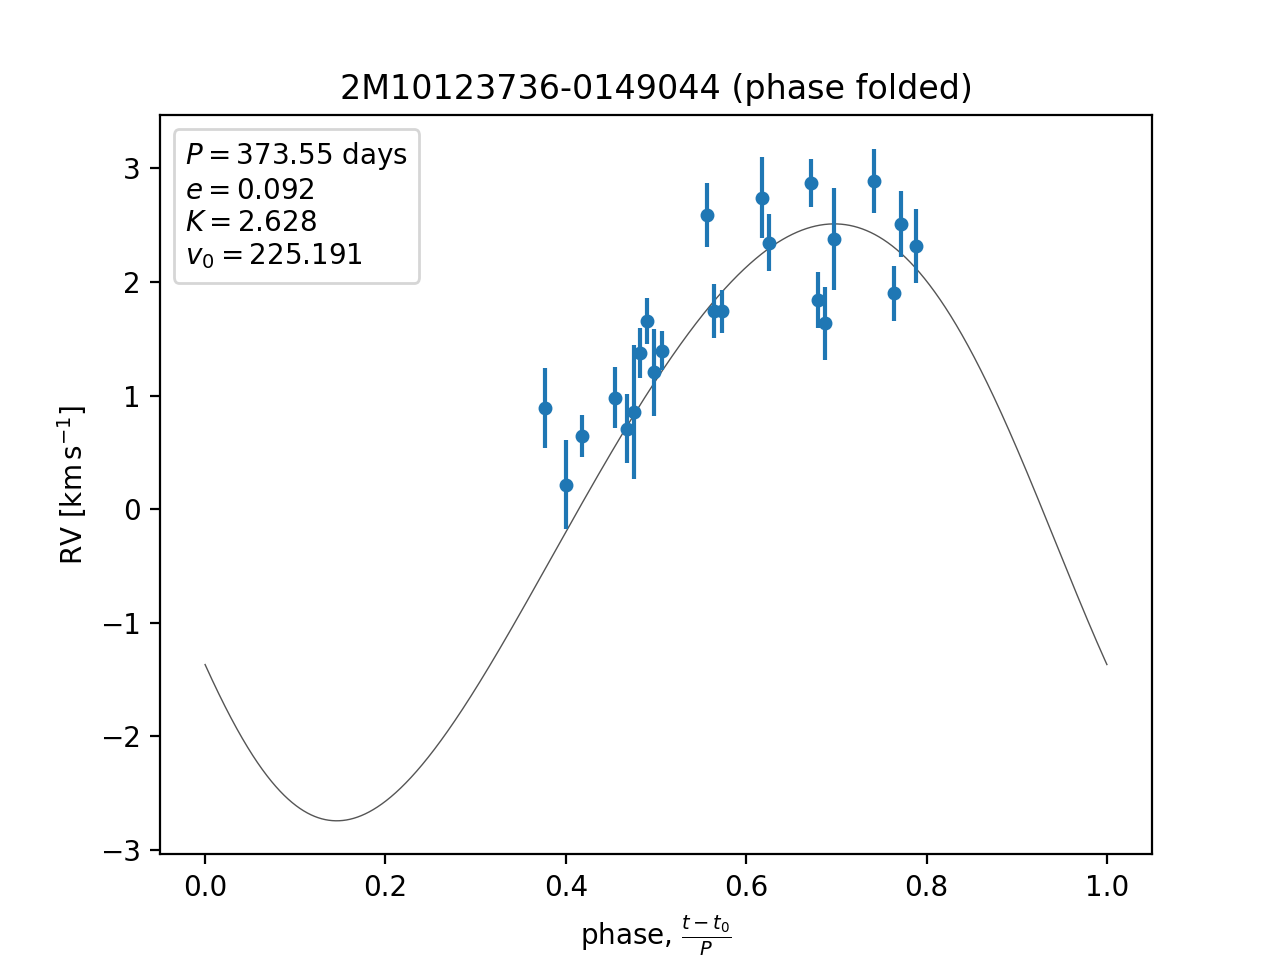 2M10123736-0149044 (phase folded)
P = 373.55 days
e = 0.092
K = 2.628
v₀ = 225.191
RV [km s⁻¹]
3
2
1
0
−1
−2
−3
0.0 0.2 0.4 0.6 0.8 1.0
phase, (t − t₀)/P